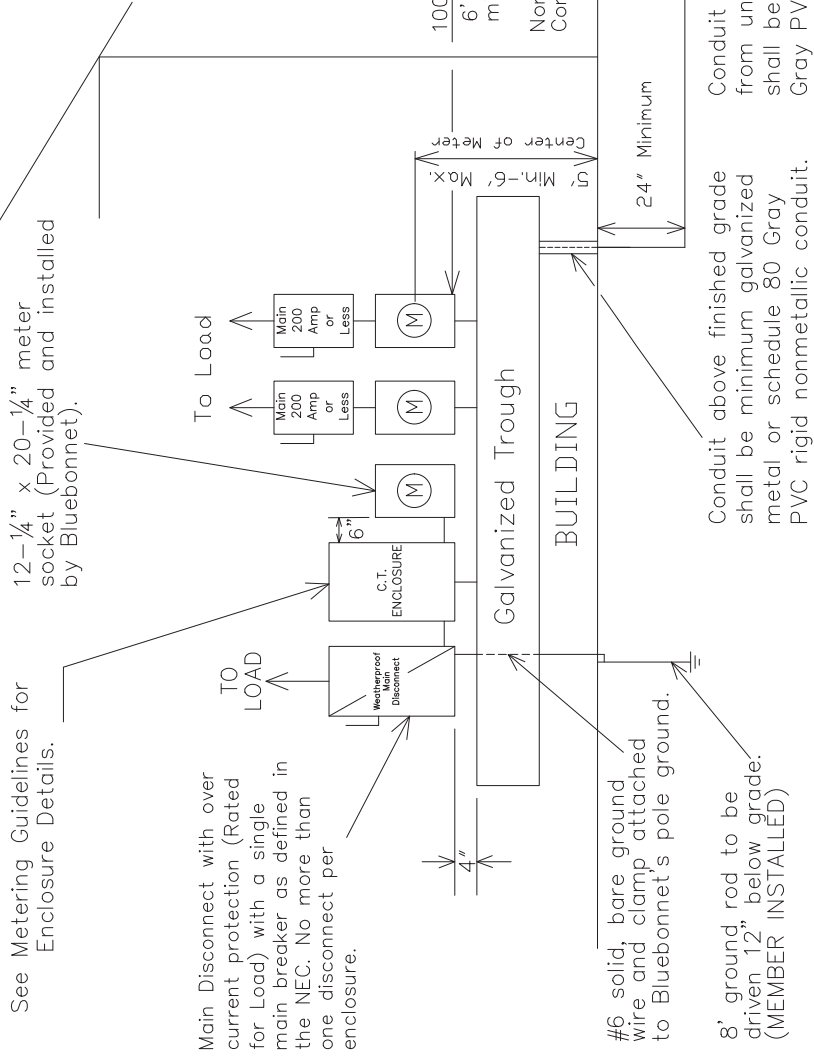 See Metering Guidelines for
Enclosure Details.
12-¼" x 20-¼" meter
socket (Provided and installed
by Bluebonnet).
Main Disconnect with over
current protection (Rated
for Load) with a single
main breaker as defined in
the NEC. No more than
one disconnect per
enclosure.
TO
LOAD
To Load
Weatherproof
Main
Disconnect
C.T.
ENCLOSURE
6"
M
Main
200
Amp
or
Less
M
Main
200
Amp
or
Less
M
4"
Galvanized Trough
BUILDING
5' Min.-6' Max.
Center of Meter
24" Minimum
#6 solid, bare ground
wire and clamp attached
to Bluebonnet's pole ground.
8' ground rod to be
driven 12" below grade.
(MEMBER INSTALLED)
Conduit above finished grade
shall be minimum galvanized
metal or schedule 80 Gray
PVC rigid nonmetallic conduit.
100
6'
m
Nor
Cor
Conduit
from un
shall be
Gray PV